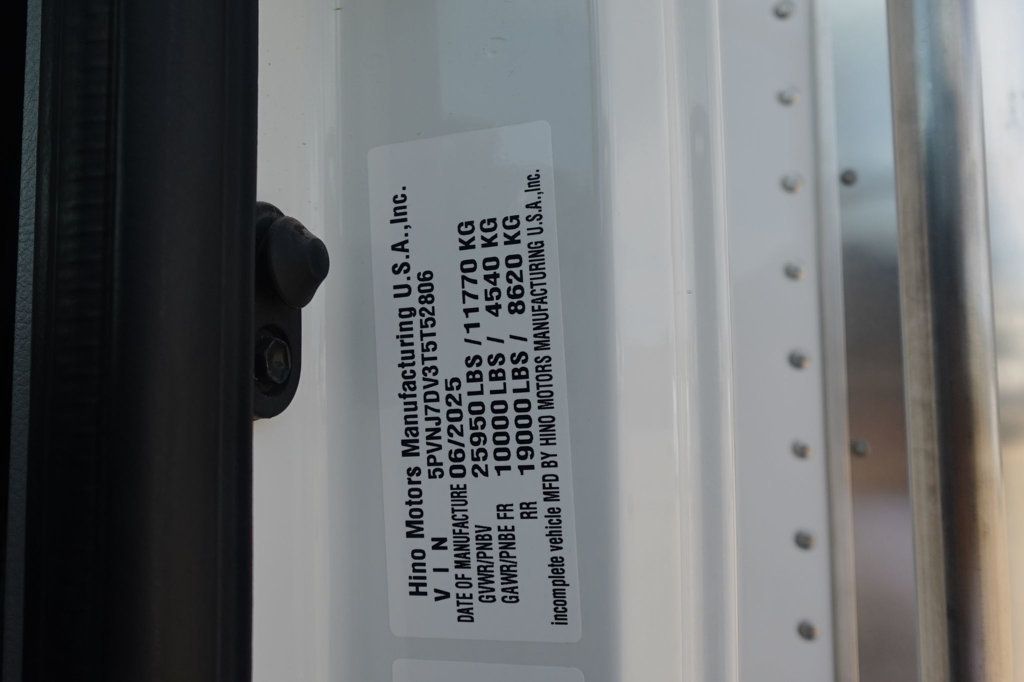 Hino Motors Manufacturing U.S.A.,Inc.
V I N 5PVNJ7DV3T5T52806
DATE OF MANUFACTURE 06/2025
GVWR/PNBV 25950 LBS / 11770 KG
GAWR/PNBE FR 10000 LBS / 4540 KG
RR 19000 LBS / 8620 KG
incomplete vehicle MFD BY HINO MOTORS MANUFACTURING U.S.A.,Inc.